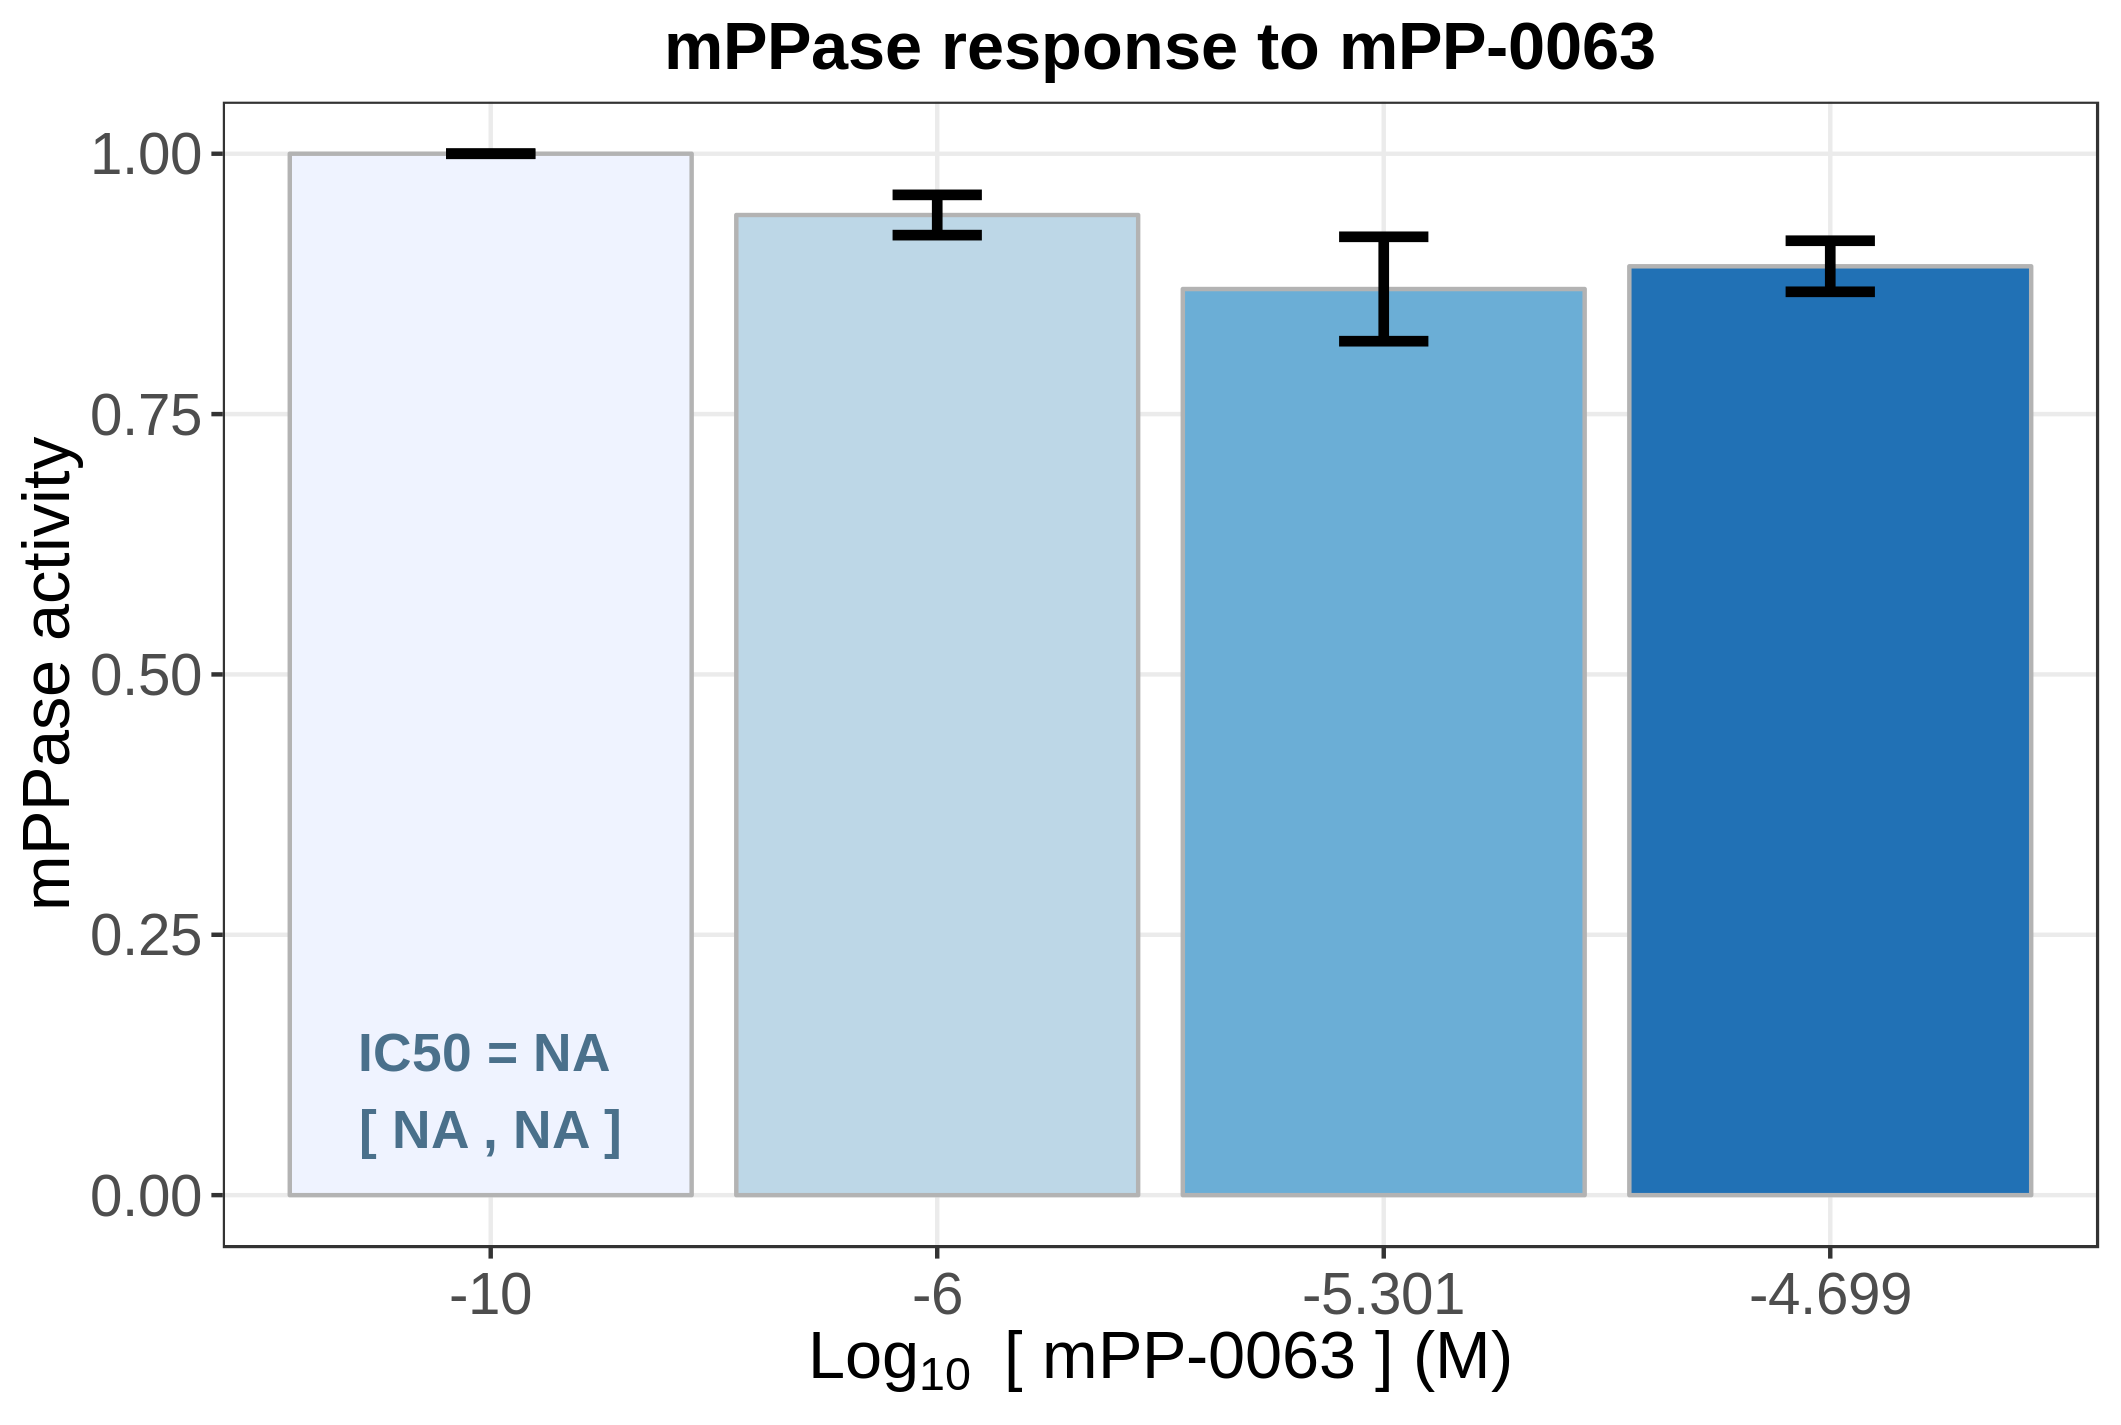 mPPase response to mPP-0063
mPPase activity
1.00
0.75
0.50
0.25
0.00
IC50 = NA
[ NA , NA ]
-10
-6
-5.301
-4.699
Log10 [ mPP-0063 ] (M)